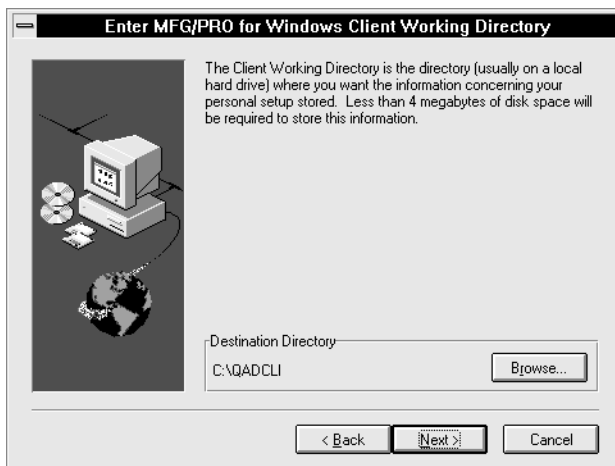 Enter MFG/PRO for Windows Client Working Directory
The Client Working Directory is the directory (usually on a local
hard drive) where you want the information concerning your
personal setup stored.  Less than 4 megabytes of disk space will
be required to store this information.
Destination Directory
C:\QADCLI
Browse...
< Back
Next >
Cancel